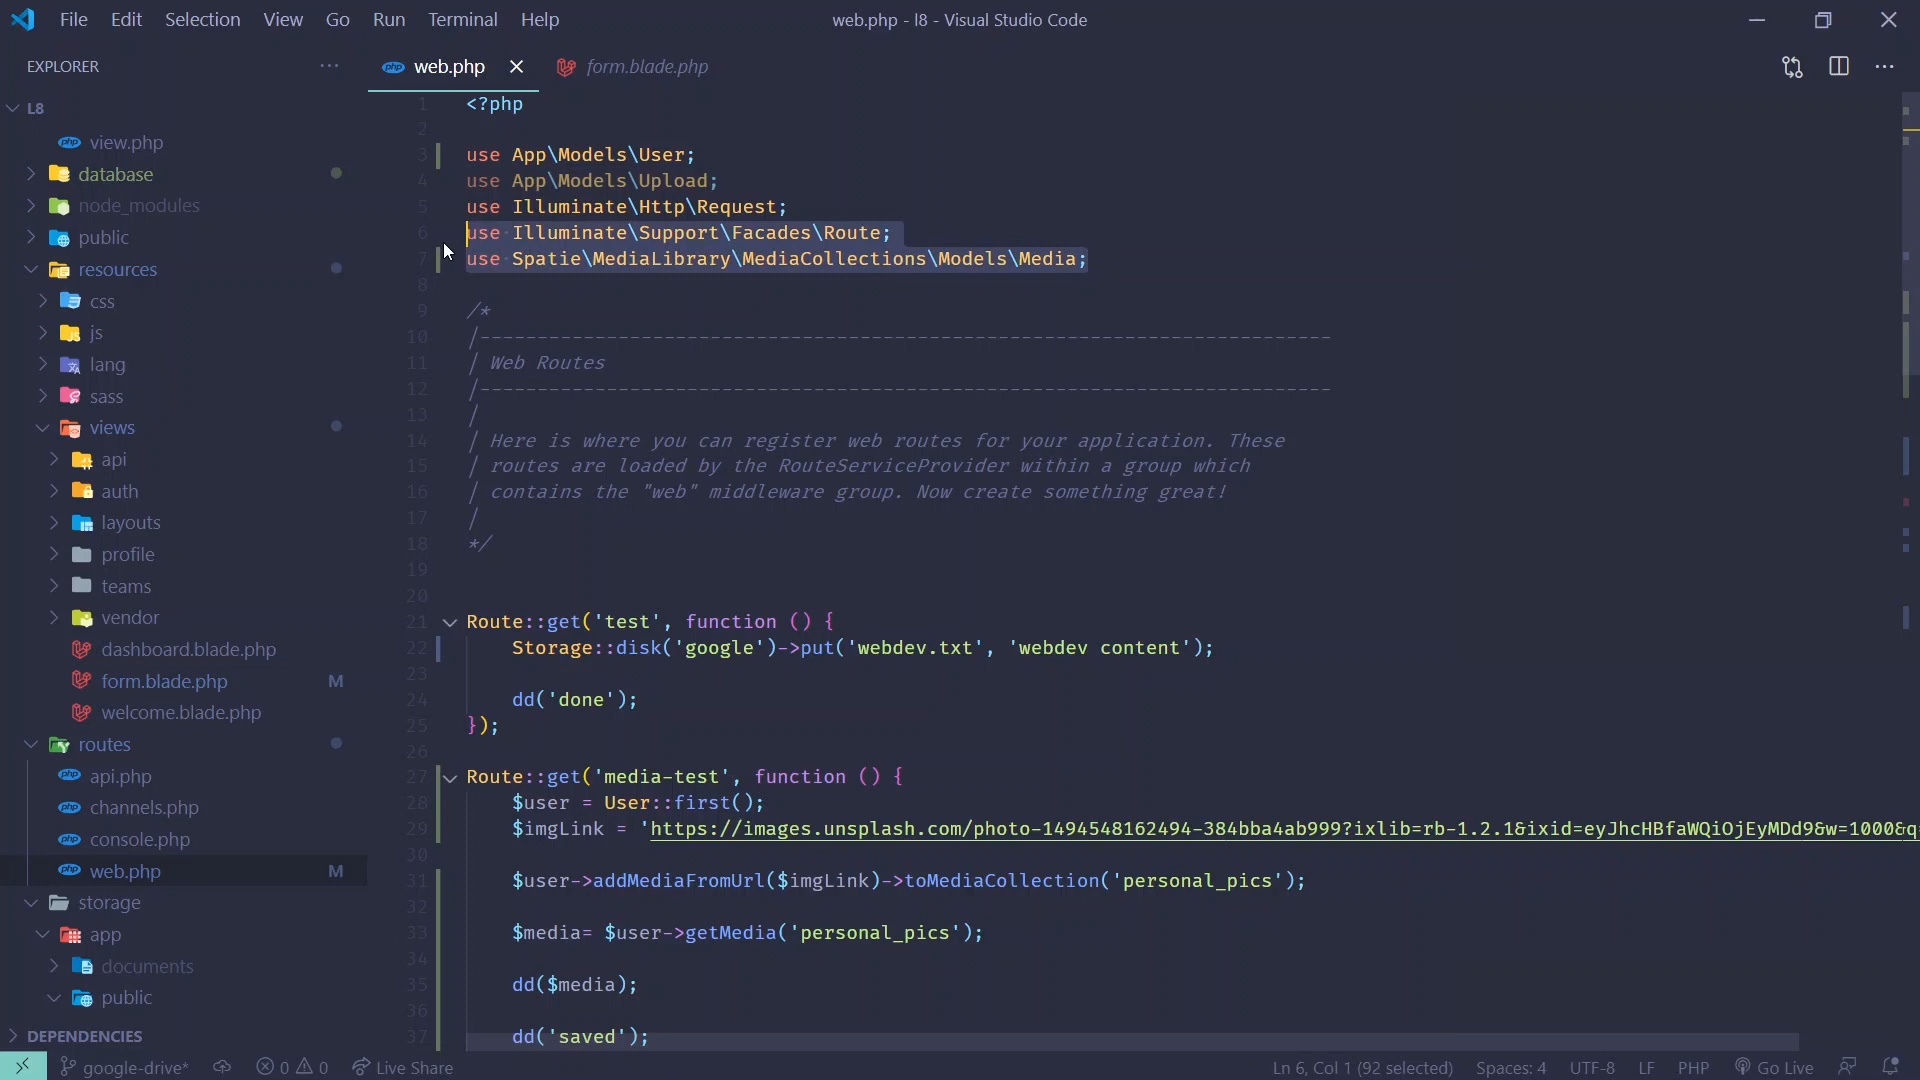 File Edit Selection View Go Run Terminal Help
web.php - l8 - Visual Studio Code
EXPLORER
web.php
form.blade.php
L8
view.php
database
node_modules
public
resources
css
js
lang
sass
views
api
auth
layouts
profile
teams
vendor
dashboard.blade.php
form.blade.php M
welcome.blade.php
routes
api.php
channels.php
console.php
web.php M
storage
app
documents
public
DEPENDENCIES
1 <?php
2
3 use App\Models\User;
4 use App\Models\Upload;
5 use Illuminate\Http\Request;
6 use Illuminate\Support\Facades\Route;
7 use Spatie\MediaLibrary\MediaCollections\Models\Media;
8
9 /*
10 |--------------------------------------------------------------------------
11 | Web Routes
12 |--------------------------------------------------------------------------
13 |
14 | Here is where you can register web routes for your application. These
15 | routes are loaded by the RouteServiceProvider within a group which
16 | contains the "web" middleware group. Now create something great!
17 |
18 */
19
20
21 Route::get('test', function () {
22 Storage::disk('google')->put('webdev.txt', 'webdev content');
23
24 dd('done');
25 });
26
27 Route::get('media-test', function () {
28 $user = User::first();
29 $imgLink = 'https://images.unsplash.com/photo-1494548162494-384bba4ab999?ixlib=rb-1.2.1&ixid=eyJhcHBfaWQiOjEyMDd9&w=1000&q=
30
31 $user->addMediaFromUrl($imgLink)->toMediaCollection('personal_pics');
32
33 $media= $user->getMedia('personal_pics');
34
35 dd($media);
36
37 dd('saved');
google-drive* 0 0 Live Share
Ln 6, Col 1 (92 selected) Spaces: 4 UTF-8 LF PHP Go Live